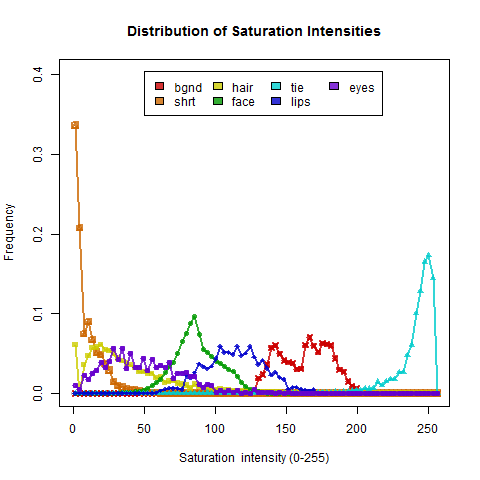 Distribution of Saturation Intensities
bgnd hair tie eyes
shrt face lips
Frequency
0.4
0.3
0.2
0.1
0.0
0 50 100 150 200 250
Saturation intensity (0-255)